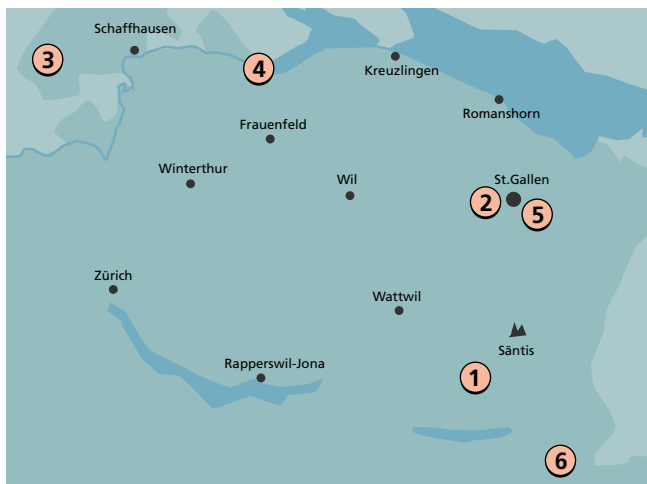 Schaffhausen
3
4
Kreuzlingen
Romanshorn
Frauenfeld
Winterthur
Wil
St.Gallen
2
5
Zürich
Wattwil
Säntis
Rapperswil-Jona
1
6